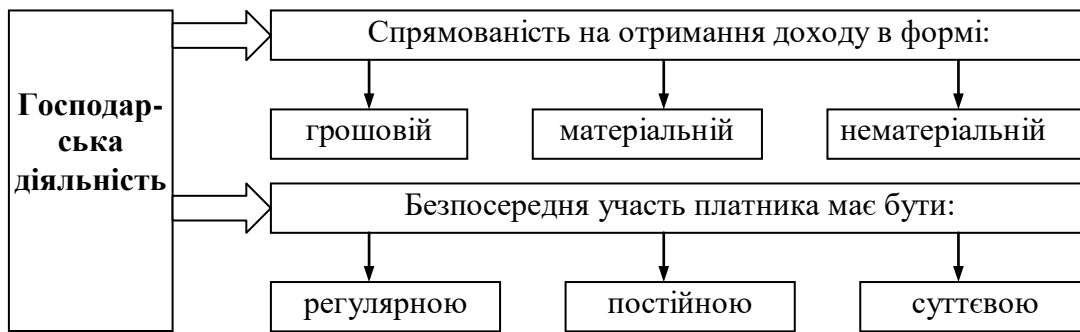 Господар-
ська
діяльність
Спрямованість на отримання доходу в формі:
грошовій
матеріальній
нематеріальній
Безпосередня участь платника має бути:
регулярною
постійною
суттєвою